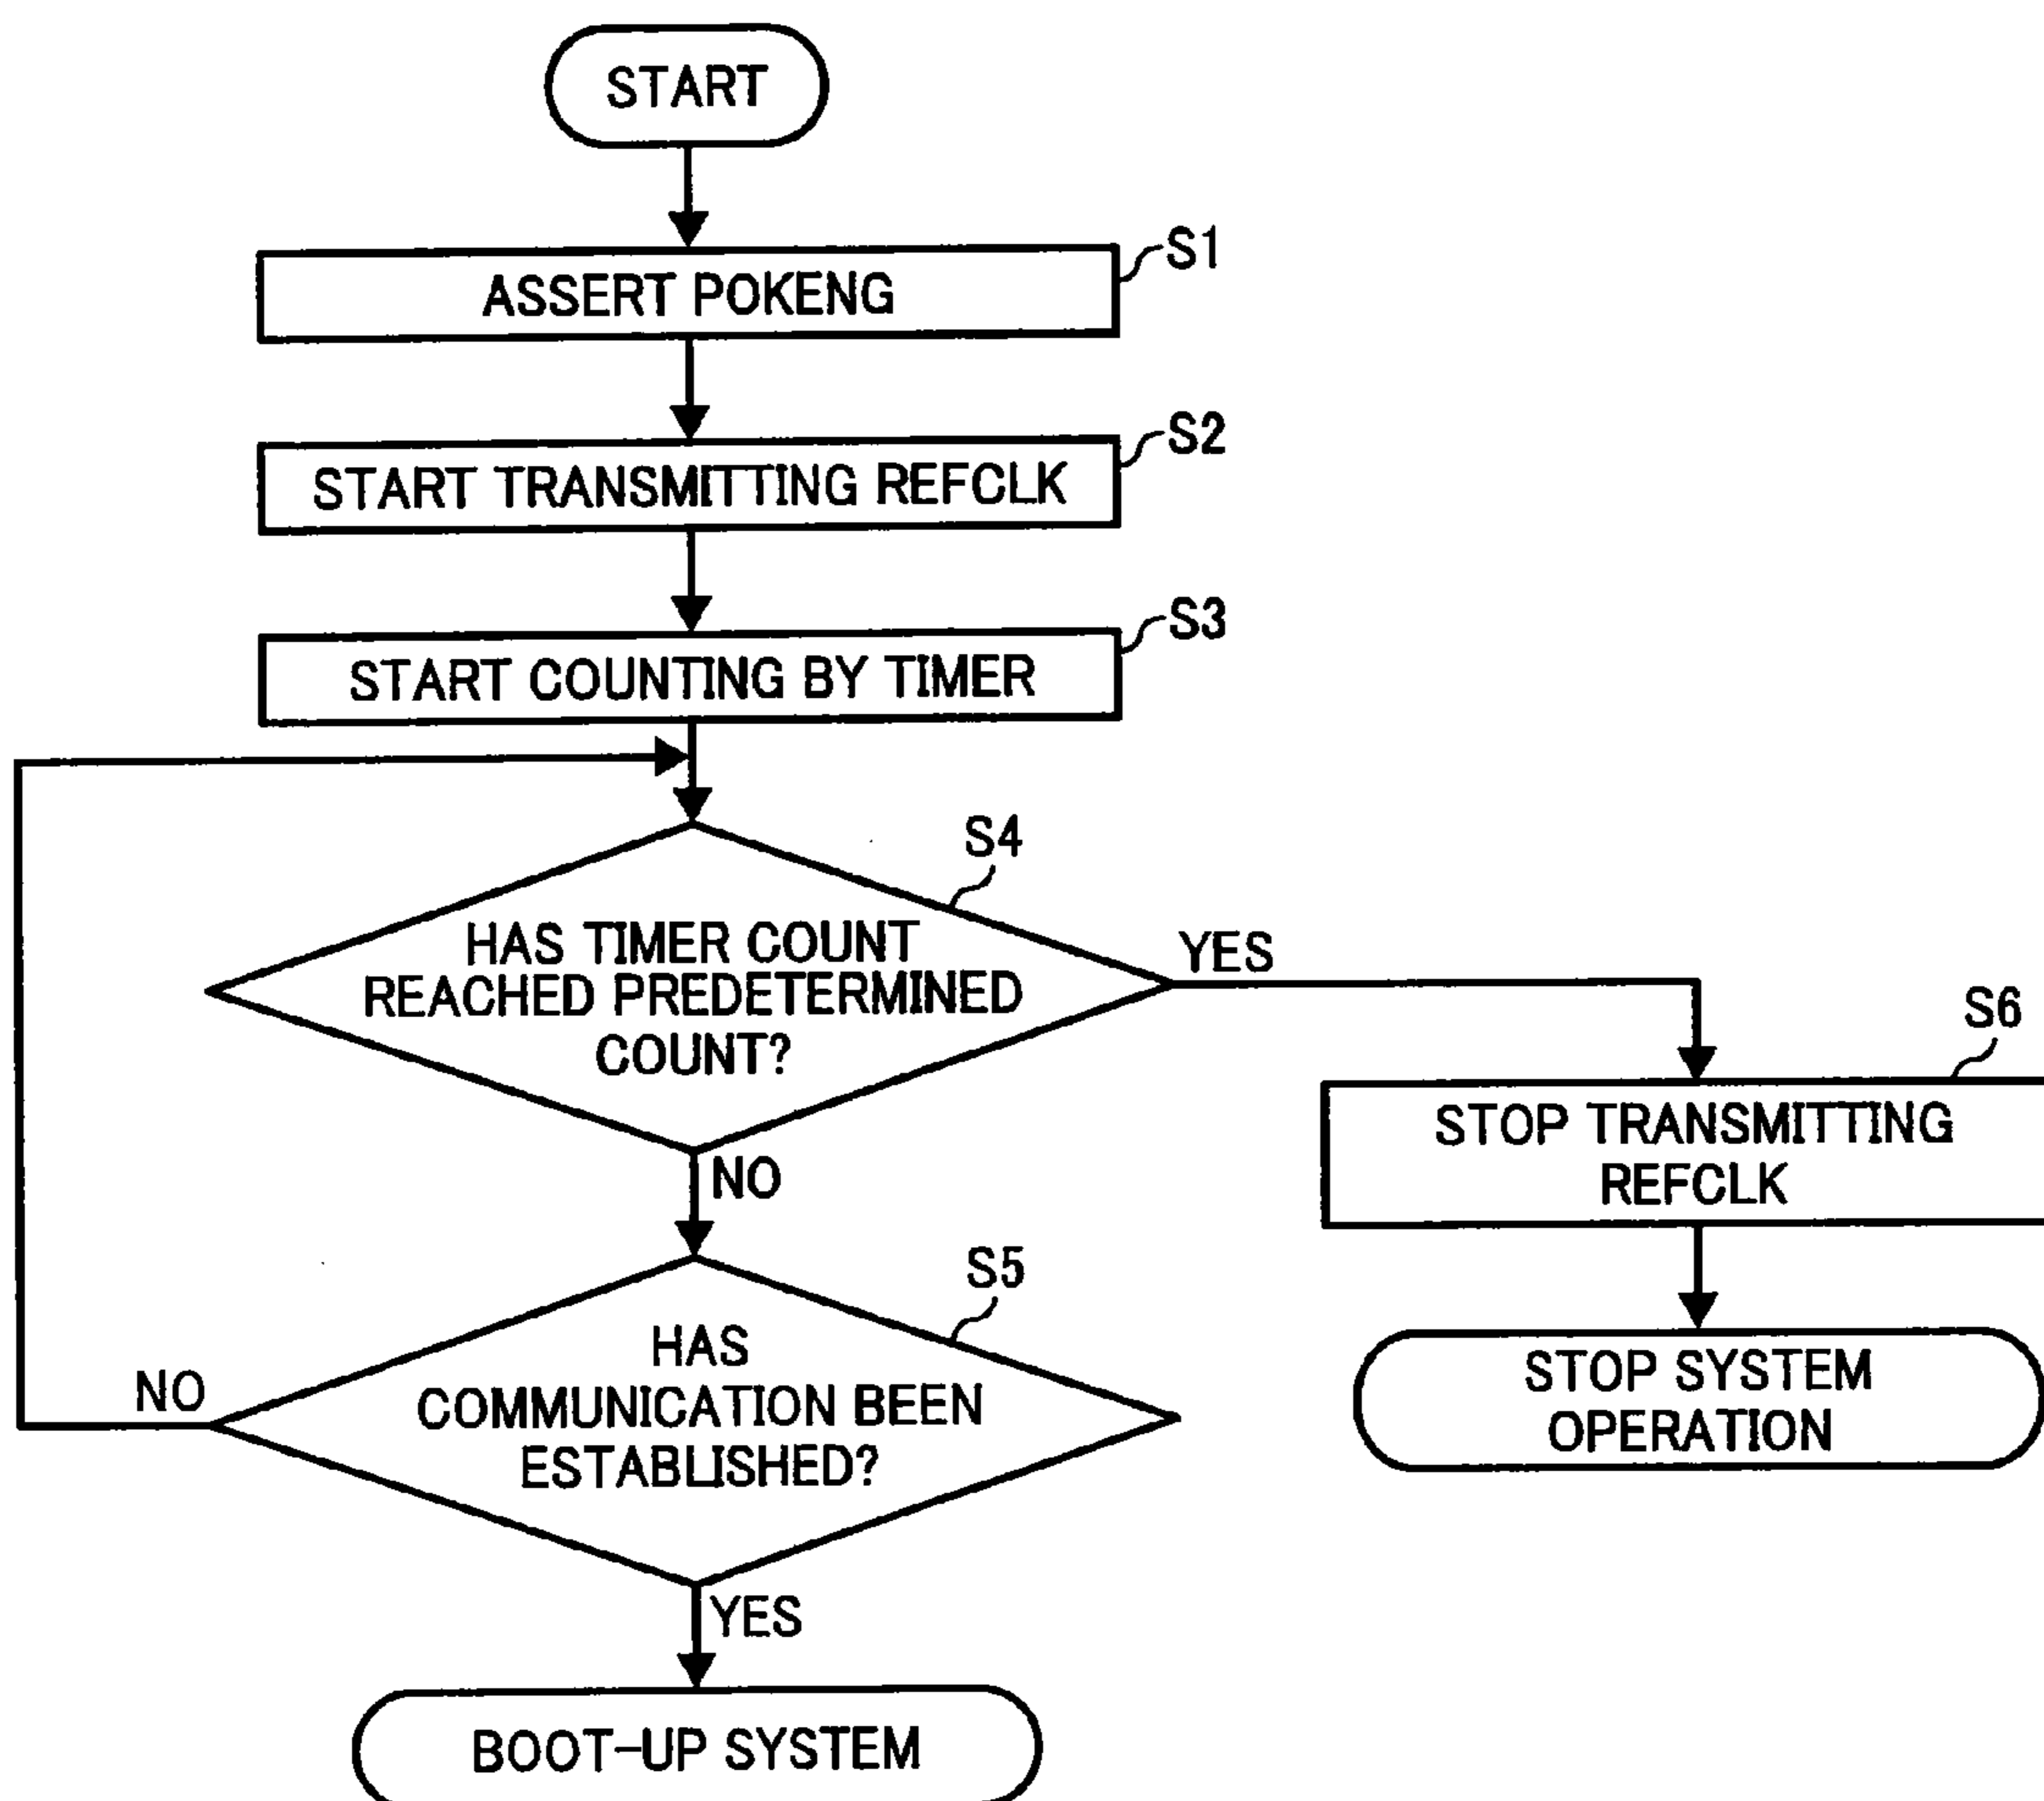 START
ASSERT POKENG
S1
START TRANSMITTING REFCLK
S2
START COUNTING BY TIMER
S3
HAS TIMER COUNT
REACHED PREDETERMINED
COUNT?
S4
YES
NO
STOP TRANSMITTING
REFCLK
S6
STOP SYSTEM
OPERATION
HAS
COMMUNICATION BEEN
ESTABLISHED?
S5
NO
YES
BOOT-UP SYSTEM